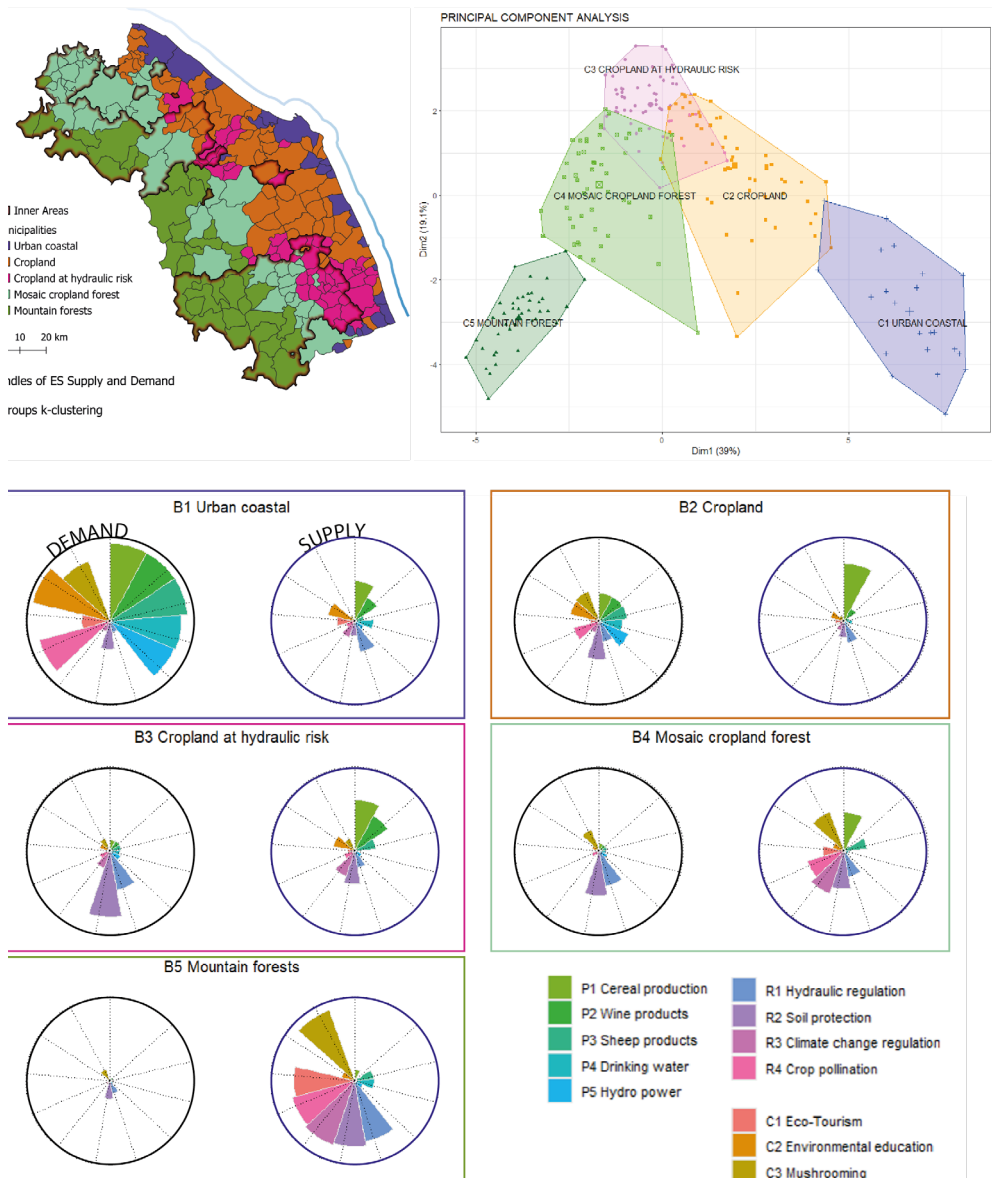 PRINCIPAL COMPONENT ANALYSIS
Inner Areas
nicipalities
Urban coastal
Cropland
Cropland at hydraulic risk
Mosaic cropland forest
Mountain forests
10 20 km
ndles of ES Supply and Demand
roups k-clustering
C3 CROPLAND AT HYDRAULIC RISK
C4 MOSAIC CROPLAND FOREST
C2 CROPLAND
C5 MOUNTAIN FOREST
C1 URBAN COASTAL
2
0
-2
-4
Dim2 (19.1%)
-5 0 5
Dim1 (39%)
B1 Urban coastal
DEMAND SUPPLY
B2 Cropland
B3 Cropland at hydraulic risk
B4 Mosaic cropland forest
B5 Mountain forests
P1 Cereal production
P2 Wine products
P3 Sheep products
P4 Drinking water
P5 Hydro power
R1 Hydraulic regulation
R2 Soil protection
R3 Climate change regulation
R4 Crop pollination
C1 Eco-Tourism
C2 Environmental education
C3 Mushrooming